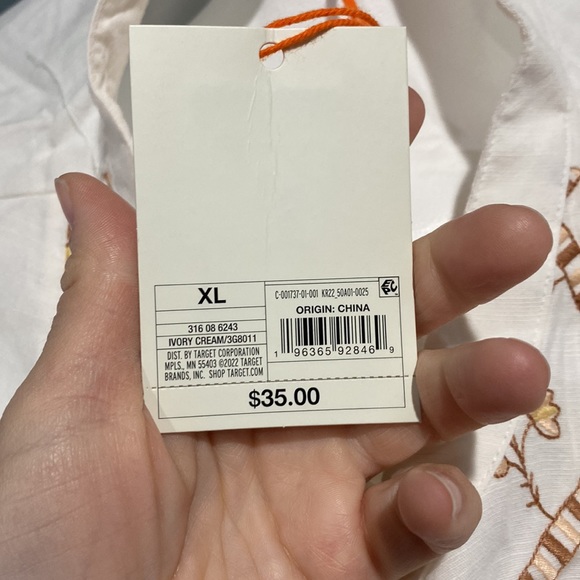 XL
C-001737-01-001 KR22_50A01-0025
ORIGIN: CHINA
316 08 6243
IVORY CREAM/3G8011
DIST. BY TARGET CORPORATION
MPLS., MN 55403 ©2022 TARGET
BRANDS, INC. SHOP TARGET.COM
1 96365 92846 9
$35.00